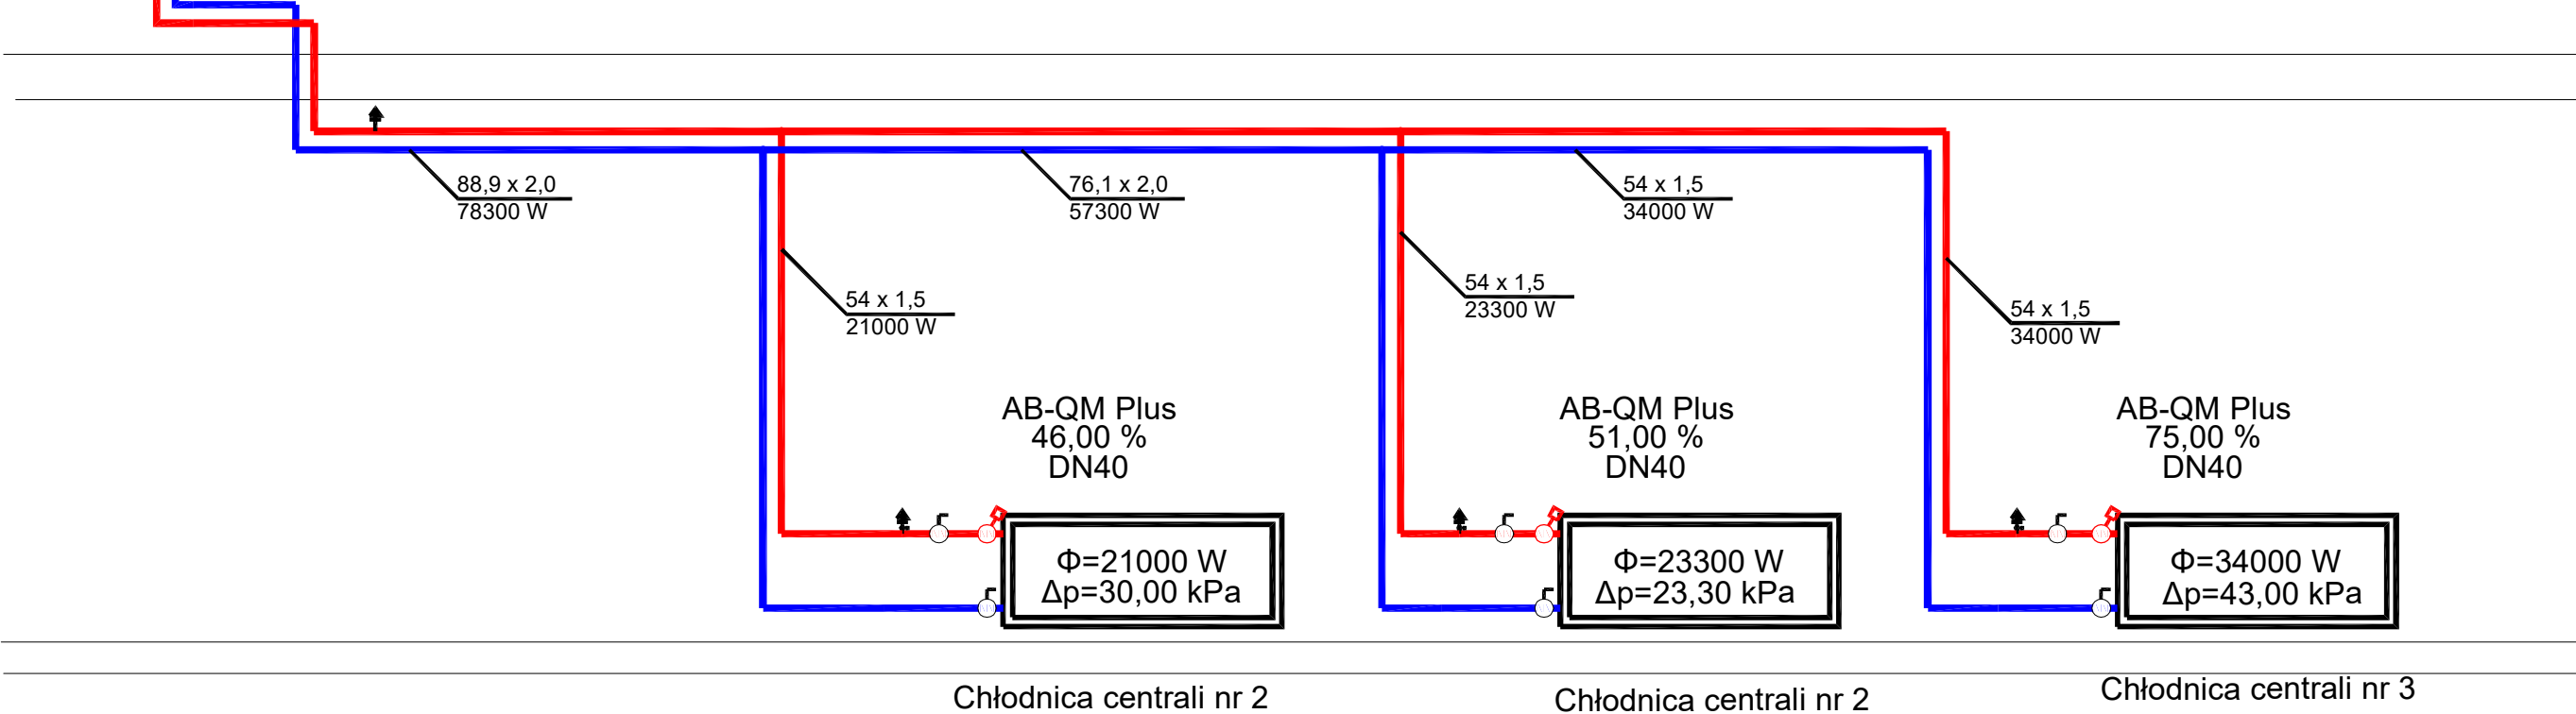 88,9 x 2,0
78300 W
76,1 x 2,0
57300 W
54 x 1,5
34000 W
54 x 1,5
21000 W
54 x 1,5
23300 W
54 x 1,5
34000 W
AB-QM Plus
46,00 %
DN40
AB-QM Plus
51,00 %
DN40
AB-QM Plus
75,00 %
DN40
Φ=21000 W
Δp=30,00 kPa
Φ=23300 W
Δp=23,30 kPa
Φ=34000 W
Δp=43,00 kPa
Chłodnica centrali nr 2
Chłodnica centrali nr 2
Chłodnica centrali nr 3